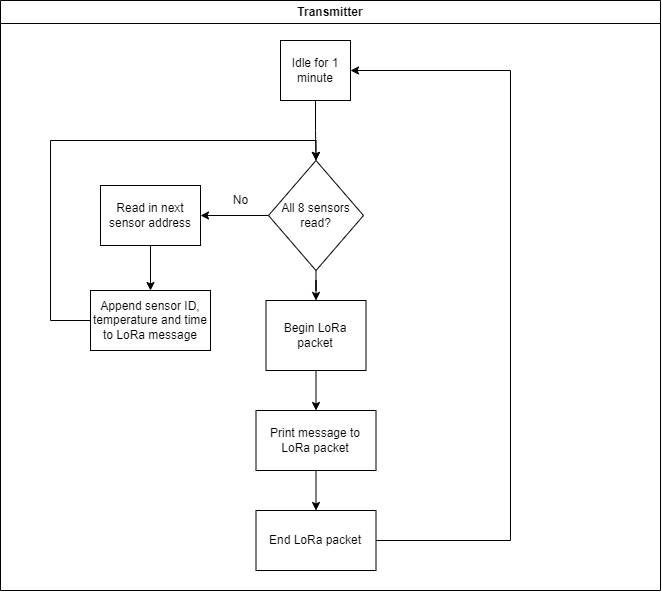 Transmitter
Idle for 1
minute
All 8 sensors
read?
No
Read in next
sensor address
Append sensor ID,
temperature and time
to LoRa message
Begin LoRa
packet
Print message to
LoRa packet
End LoRa packet